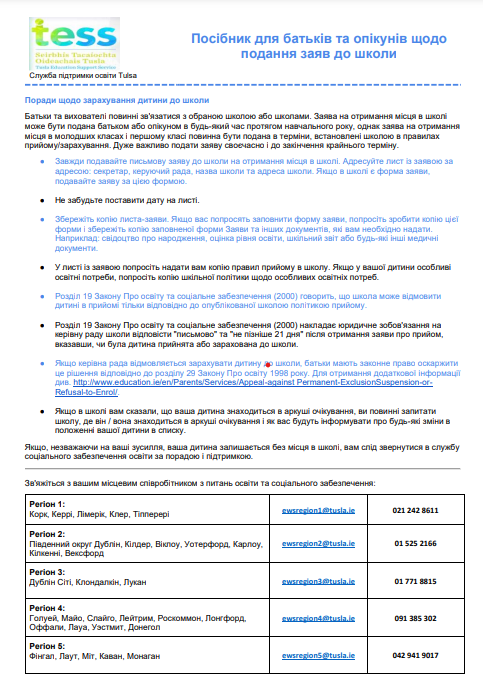 tess
Seirbhís Tacaíochta
Oideachais Tusla
Tusla Education Support Service
Служба підтримки освіти Tulsa
Посібник для батьків та опікунів щодо
подання заяв до школи
Поради щодо зарахування дитини до школи
Батьки та вихователі повинні зв'язатися з обраною школою або школами. Заява на отримання місця в школі
може бути подана батьком або опікуном в будь-який час протягом навчального року, однак заява на отримання
місця в молодших класах і першому класі повинна бути подана в терміни, встановлені школою в правилах
прийому/зарахування. Дуже важливо подати заяву своєчасно і до закінчення крайнього терміну.
● Завжди подавайте письмову заяву до школи на отримання місця в школі. Адресуйте лист із заявою за
адресою: секретар, керуючий рада, назва школи та адреса школи. Якщо в школі є форма заяви,
подавайте заяву за цією формою.
● Не забудьте поставити дату на листі.
● Збережіть копію листа-заяви. Якщо вас попросять заповнити форму заяви, попросіть зробити копію цієї
форми і збережіть копію заповненої форми Заяви та інших документів, які вам необхідно надати.
Наприклад: свідоцтво про народження, оцінка рівня освіти, шкільний звіт або будь-які інші медичні
документи.
● У листі із заявою попросіть надати вам копію правил прийому в школу. Якщо у вашої дитини особливі
освітні потреби, попросіть копію шкільної політики щодо особливих освітніх потреб.
● Розділ 19 Закону Про освіту та соціальне забезпечення (2000) говорить, що школа може відмовити
дитині в прийомі тільки відповідно до опублікованої школою політикою прийому.
● Розділ 19 Закону Про освіту та соціальне забезпечення (2000) накладає юридичне зобов'язання на
керівну раду школи відповісти "письмово" та "не пізніше 21 дня" після отримання заяви про прийом,
вказавши, чи була дитина прийнята або зарахована до школи.
● Якщо керівна рада відмовляється зарахувати дитину до школи, батьки мають законне право оскаржити
це рішення відповідно до розділу 29 Закону Про освіту 1998 року. Для отримання додаткової інформації
див. http://www.education.ie/en/Parents/Services/Appeal-against Permanent-ExclusionSuspension-or-
Refusal-to-Enrol/.
● Якщо в школі вам сказали, що ваша дитина знаходиться в аркуші очікування, ви повинні запитати
школу, де він / вона знаходиться в аркуші очікування і як вас будуть інформувати про будь-які зміни в
положенні вашої дитини в списку.
Якщо, незважаючи на ваші зусилля, ваша дитина залишається без місця в школі, вам слід звернутися в службу
соціального забезпечення освіти за порадою і підтримкою.
Зв'яжіться з вашим місцевим співробітником з питань освіти та соціального забезпечення:
Регіон 1:
Корк, Керрі, Лімерік, Клер, Тіпперері
ewsregion1@tusla.ie
021 242 8611
Регіон 2:
Південний округ Дублін, Кілдер, Віклоу, Уотерфорд, Карлоу,
Кілкенні, Вексфорд
ewsregion2@tusla.ie
01 525 2166
Регіон 3:
Дублін Сіті, Клондалкін, Лукан
ewsregion3@tusla.ie
01 771 8815
Регіон 4:
Голуей, Майо, Слайго, Лейтрим, Роскоммон, Лонгфорд,
Оффали, Лауа, Уэстмит, Донегол
ewsregion4@tusla.ie
091 385 302
Регіон 5:
Фінгал, Лаут, Міт, Каван, Монаган
ewsregion5@tusla.ie
042 941 9017